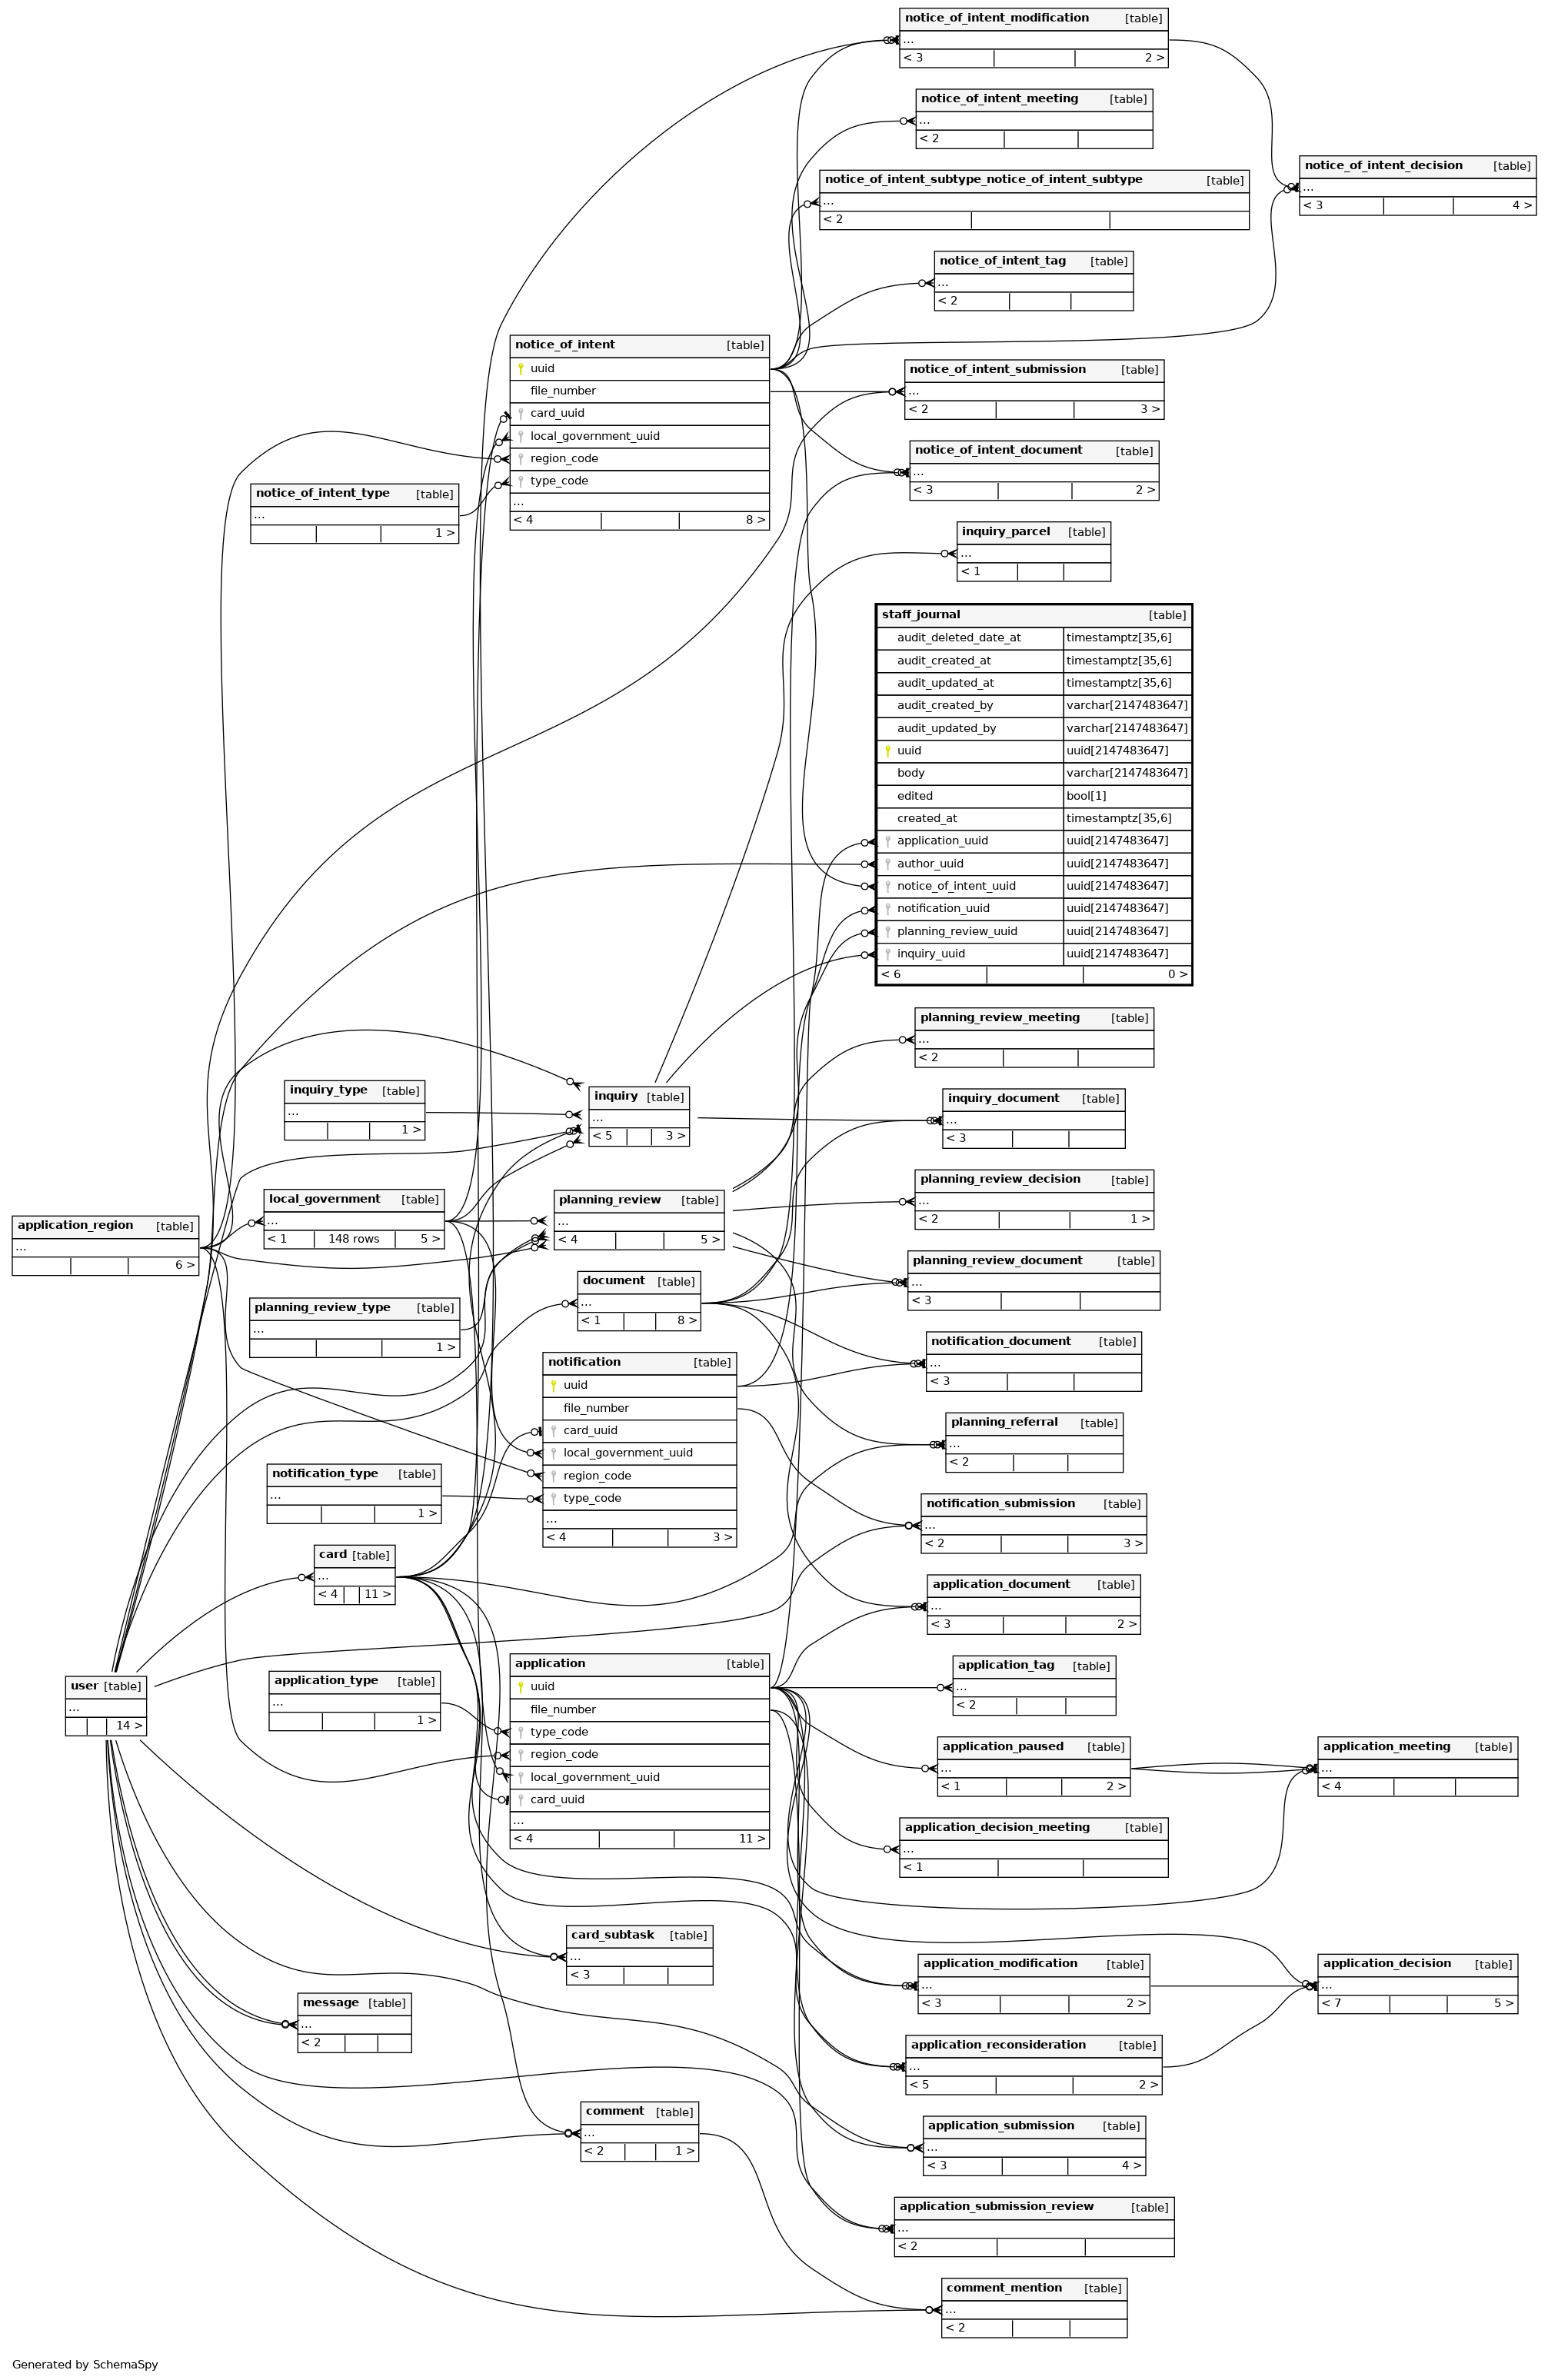 notice_of_intent_modification [table]
...
< 3 2 >
notice_of_intent_meeting [table]
...
< 2
notice_of_intent_decision [table]
...
< 3 4 >
notice_of_intent_subtype_notice_of_intent_subtype [table]
...
< 2
notice_of_intent_tag [table]
...
< 2
notice_of_intent [table]
uuid
file_number
card_uuid
local_government_uuid
region_code
type_code
...
< 4 8 >
notice_of_intent_submission [table]
...
< 2 3 >
notice_of_intent_document [table]
...
< 3 2 >
notice_of_intent_type [table]
...
1 >
inquiry_parcel [table]
...
< 1
staff_journal [table]
audit_deleted_date_at timestamptz[35,6]
audit_created_at timestamptz[35,6]
audit_updated_at timestamptz[35,6]
audit_created_by varchar[2147483647]
audit_updated_by varchar[2147483647]
uuid uuid[2147483647]
body varchar[2147483647]
edited bool[1]
created_at timestamptz[35,6]
application_uuid uuid[2147483647]
author_uuid uuid[2147483647]
notice_of_intent_uuid uuid[2147483647]
notification_uuid uuid[2147483647]
planning_review_uuid uuid[2147483647]
inquiry_uuid uuid[2147483647]
< 6 0 >
planning_review_meeting [table]
...
< 2
inquiry_type [table]
...
1 >
inquiry [table]
...
< 5 3 >
inquiry_document [table]
...
< 3
planning_review_decision [table]
...
< 2 1 >
local_government [table]
...
< 1 148 rows 5 >
planning_review [table]
...
< 4 5 >
application_region [table]
...
6 >
planning_review_document [table]
...
< 3
document [table]
...
< 1 8 >
planning_review_type [table]
...
1 >
notification_document [table]
...
< 3
notification [table]
uuid
file_number
card_uuid
local_government_uuid
region_code
type_code
...
< 4 3 >
planning_referral [table]
...
< 2
notification_type [table]
...
1 >
notification_submission [table]
...
< 2 3 >
card [table]
...
< 4 11 >
application_document [table]
...
< 3 2 >
application [table]
uuid
file_number
type_code
region_code
local_government_uuid
card_uuid
...
< 4 11 >
application_tag [table]
...
< 2
user [table]
...
14 >
application_type [table]
...
1 >
application_paused [table]
...
< 1 2 >
application_meeting [table]
...
< 4
application_decision_meeting [table]
...
< 1
card_subtask [table]
...
< 3
application_modification [table]
...
< 3 2 >
application_decision [table]
...
< 7 5 >
message [table]
...
< 2
application_reconsideration [table]
...
< 5 2 >
comment [table]
...
< 2 1 >
application_submission [table]
...
< 3 4 >
application_submission_review [table]
...
< 2
comment_mention [table]
...
< 2
Generated by SchemaSpy